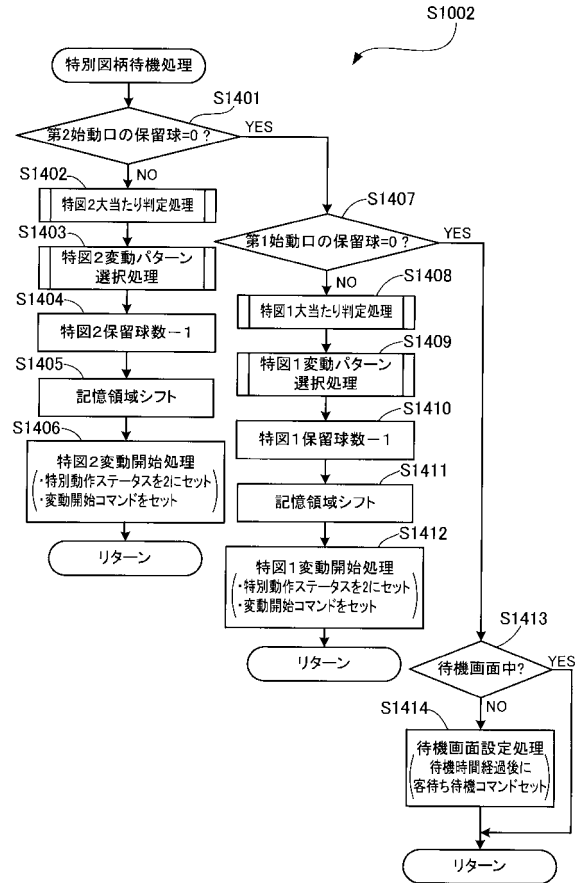 S1002
特別図柄待機処理
S1401
第2始動口の保留球=0？
YES
NO
S1402
特図2大当たり判定処理
S1403
特図2変動パターン
選択処理
S1404
特図2保留球数－1
S1405
記憶領域シフト
S1406
特図2変動開始処理
・特別動作ステータスを2にセット
・変動開始コマンドをセット
リターン
S1407
第1始動口の保留球=0？
YES
NO
S1408
特図1大当たり判定処理
S1409
特図1変動パターン
選択処理
S1410
特図1保留球数－1
S1411
記憶領域シフト
S1412
特図1変動開始処理
・特別動作ステータスを2にセット
・変動開始コマンドをセット
リターン
S1413
待機画面中？
YES
NO
S1414
待機画面設定処理
待機時間経過後に
客待ち待機コマンドセット
リターン